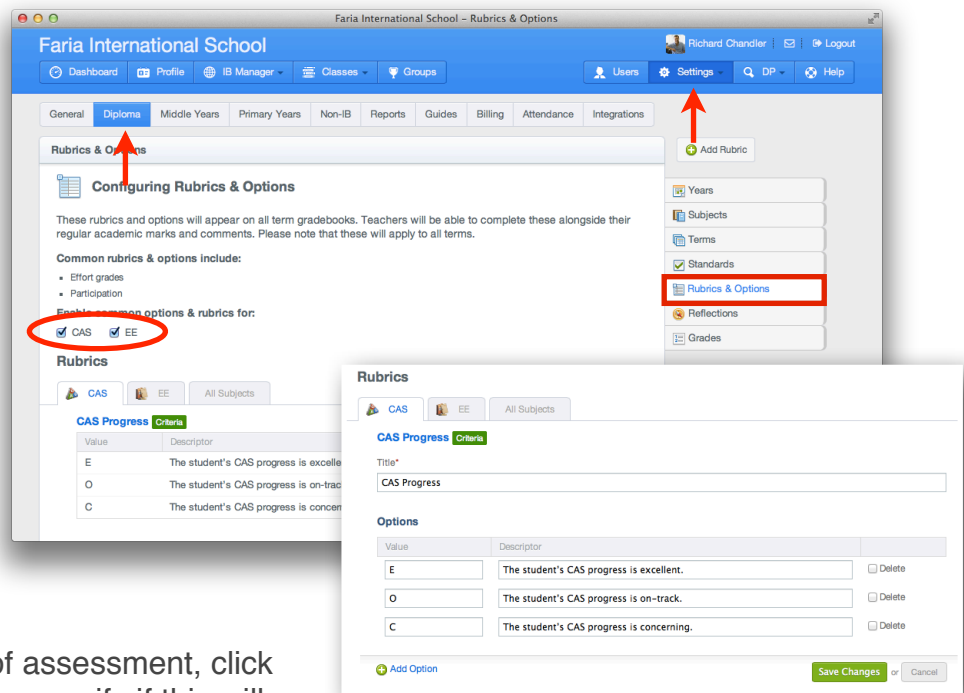 Faria International School – Rubrics & Options
Faria International School
Richard Chandler
Logout
Dashboard Profile IB Manager Classes Groups Users Settings DP Help
General Diploma Middle Years Primary Years Non-IB Reports Guides Billing Attendance Integrations
Rubrics & Options
Add Rubric
Configuring Rubrics & Options
These rubrics and options will appear on all term gradebooks. Teachers will be able to complete these alongside their
regular academic marks and comments. Please note that these will apply to all terms.
Common rubrics & options include:
Effort grades
Participation
Enable common options & rubrics for:
CAS EE
Rubrics
CAS EE All Subjects
CAS Progress Criteria
Value Descriptor
E The student's CAS progress is excelle
O The student's CAS progress is on-trac
C The student's CAS progress is concern
Years
Subjects
Terms
Standards
Rubrics & Options
Reflections
Grades
Rubrics
CAS EE All Subjects
CAS Progress Criteria
Title*
CAS Progress
Options
Value Descriptor
E The student's CAS progress is excellent. Delete
O The student's CAS progress is on-track. Delete
C The student's CAS progress is concerning. Delete
Add Option
Save Changes or Cancel
of assessment, click
if this will